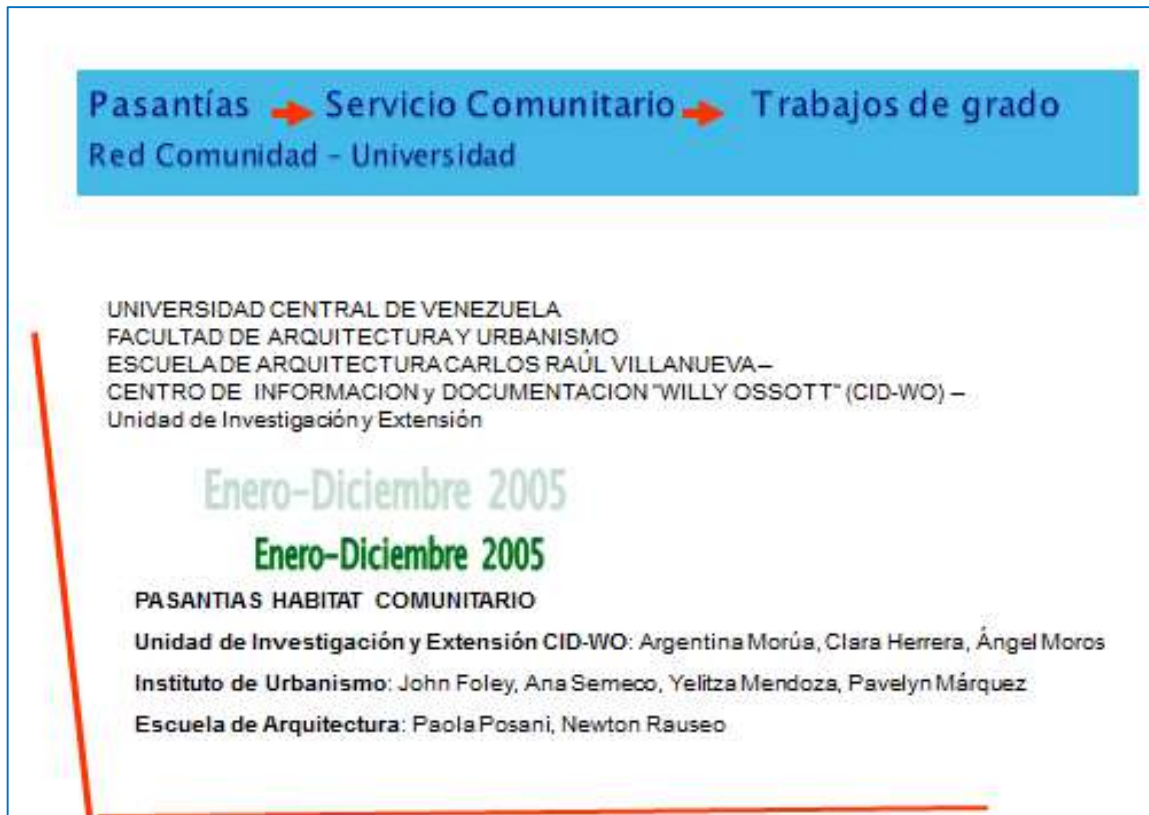 Pasantías Servicio Comunitario Trabajos de grado
Red Comunidad - Universidad
UNIVERSIDAD CENTRAL DE VENEZUELA
FACULTAD DE ARQUITECTURA Y URBANISMO
ESCUELA DE ARQUITECTURA CARLOS RAÚL VILLANUEVA –
CENTRO DE INFORMACION y DOCUMENTACION "WILLY OSSOTT" (CID-WO) –
Unidad de Investigación y Extensión
Enero-Diciembre 2005
Enero-Diciembre 2005
PASANTIAS HABITAT COMUNITARIO
Unidad de Investigación y Extensión CID-WO: Argentina Morúa, Clara Herrera, Ángel Moros
Instituto de Urbanismo: John Foley, Ana Semeco, Yelitza Mendoza, Pavelyn Márquez
Escuela de Arquitectura: Paola Posani, Newton Rauseo